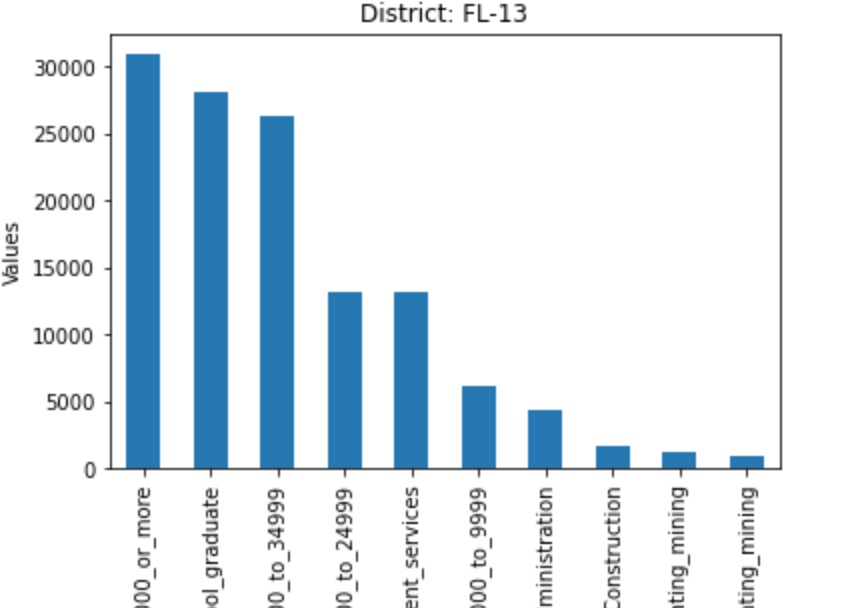 District: FL-13
Values
30000
25000
20000
15000
10000
5000
0
000_or_more
ool_graduate
00_to_34999
00_to_24999
ent_services
000_to_9999
ministration
Construction
ating_mining
ating_mining